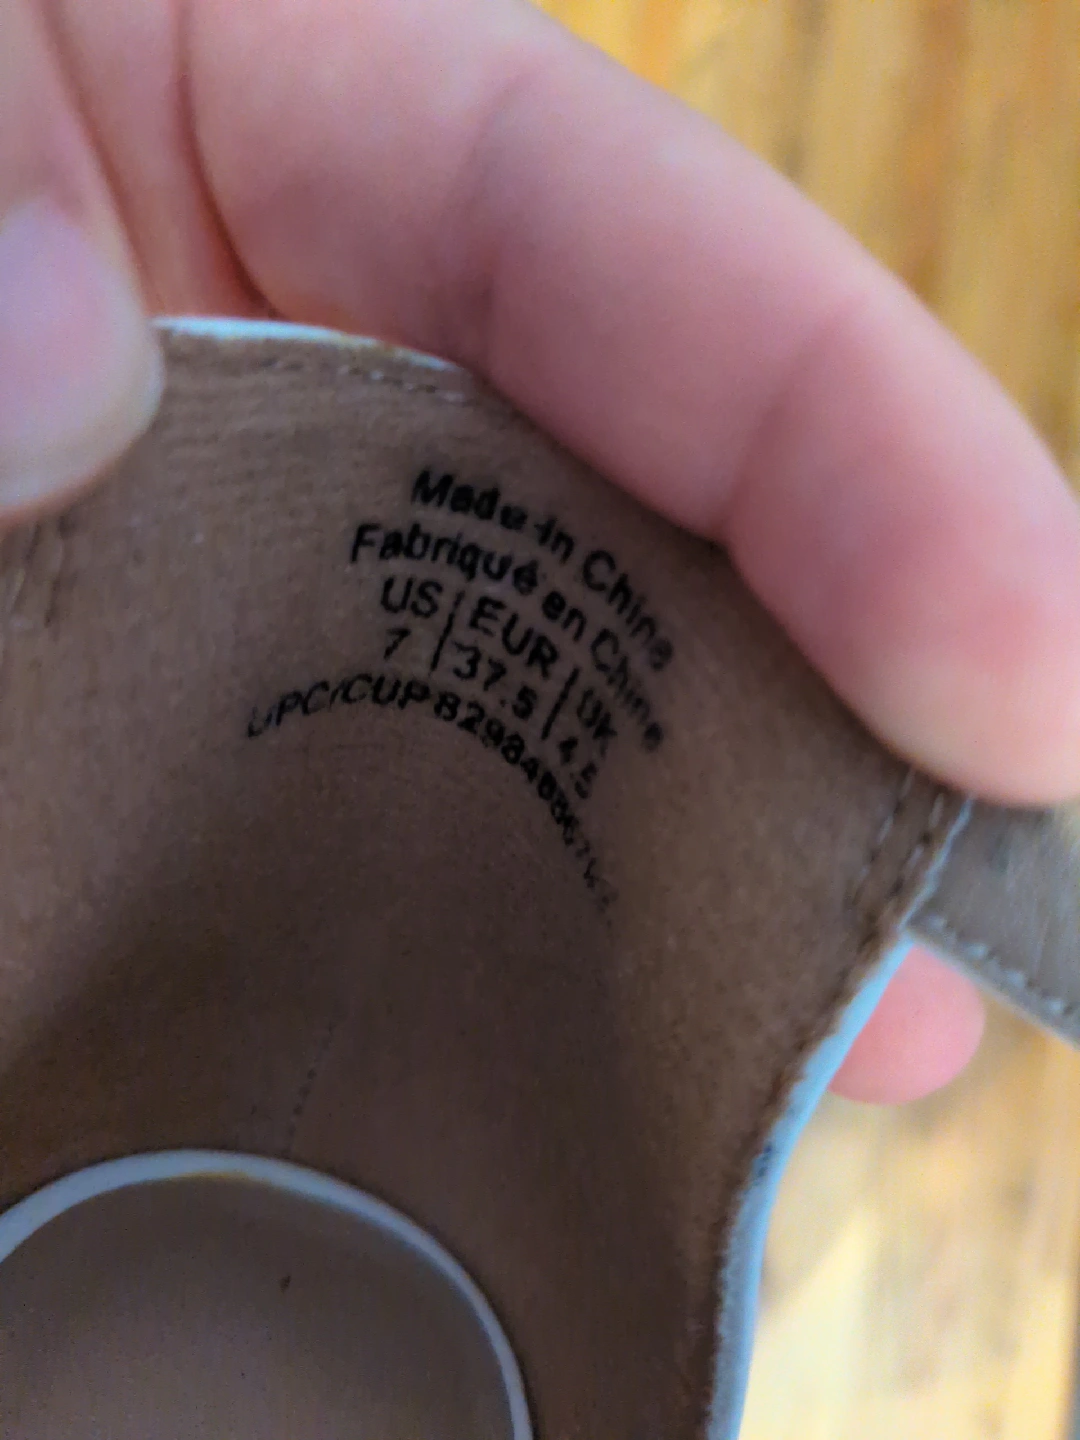 Made in China
Fabriqué en Chine
US | EUR | UK
7 | 37.5 | 4.5
UPC/CUP